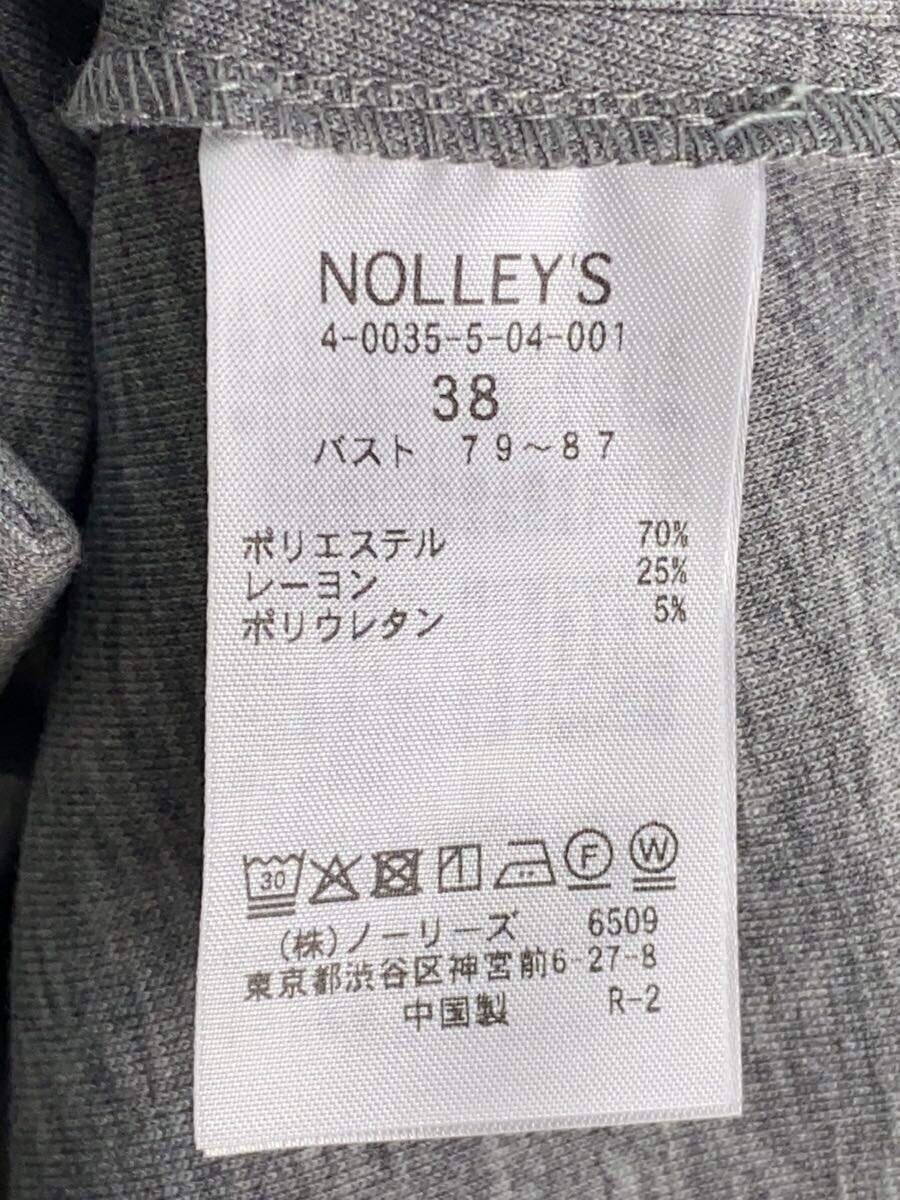 NOLLEY'S
4-0035-5-04-001
38
バスト 79~87
ポリエステル 70%
レーヨン 25%
ポリウレタン 5%
30 F W
(株)ノーリーズ 6509
東京都渋谷区神宮前6-27-8
中国製 R-2